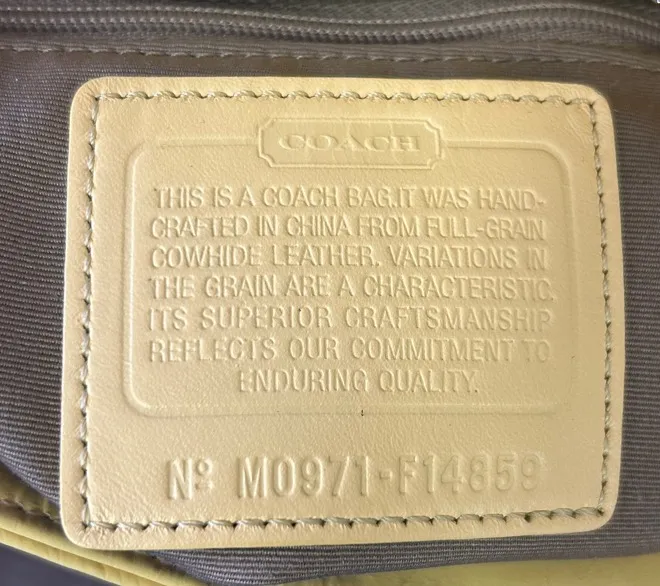 COACH
THIS IS A COACH BAG.IT WAS HAND-
CRAFTED IN CHINA FROM FULL-GRAIN
COWHIDE LEATHER. VARIATIONS IN
THE GRAIN ARE A CHARACTERISTIC.
ITS SUPERIOR CRAFTSMANSHIP
REFLECTS OUR COMMITMENT TO
ENDURING QUALITY.
Nº M0971-F14859